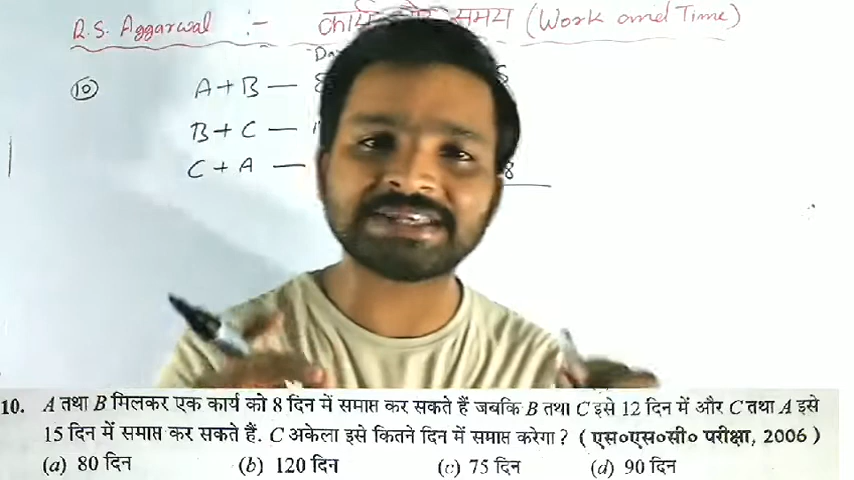 R.S. Aggarwal :- कार्य और समय (Work and Time)
10 A+B —
B+C —
C+A — 8
10. A तथा B मिलकर एक कार्य को 8 दिन में समाप्त कर सकते हैं जबकि B तथा C इसे 12 दिन में और C तथा A इसे
15 दिन में समाप्त कर सकते हैं. C अकेला इसे कितने दिन में समाप्त करेगा ? ( एस०एस०सी० परीक्षा, 2006 )
(a) 80 दिन (b) 120 दिन (c) 75 दिन (d) 90 दिन